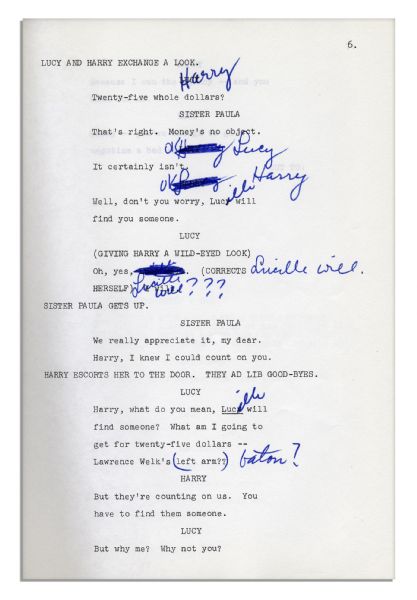 6.
LUCY AND HARRY EXCHANGE A LOOK.
Harry
Twenty-five whole dollars?
SISTER PAULA
That's right. Money's no object.
OK Lucy
It certainly isn't.
OK Harry
Well, don't you worry, Lucille will
find you someone.
LUCY
(GIVING HARRY A WILD-EYED LOOK)
Oh, yes, (CORRECTS Lucille will.
HERSELF) Lucille will???
SISTER PAULA GETS UP.
SISTER PAULA
We really appreciate it, my dear.
Harry, I knew I could count on you.
HARRY ESCORTS HER TO THE DOOR. THEY AD LIB GOOD-BYES.
LUCY
Harry, what do you mean, Lucille will
find someone? What am I going to
get for twenty-five dollars --
Lawrence Welk's (left arm??) baton?
HARRY
But they're counting on us. You
have to find them someone.
LUCY
But why me? Why not you?